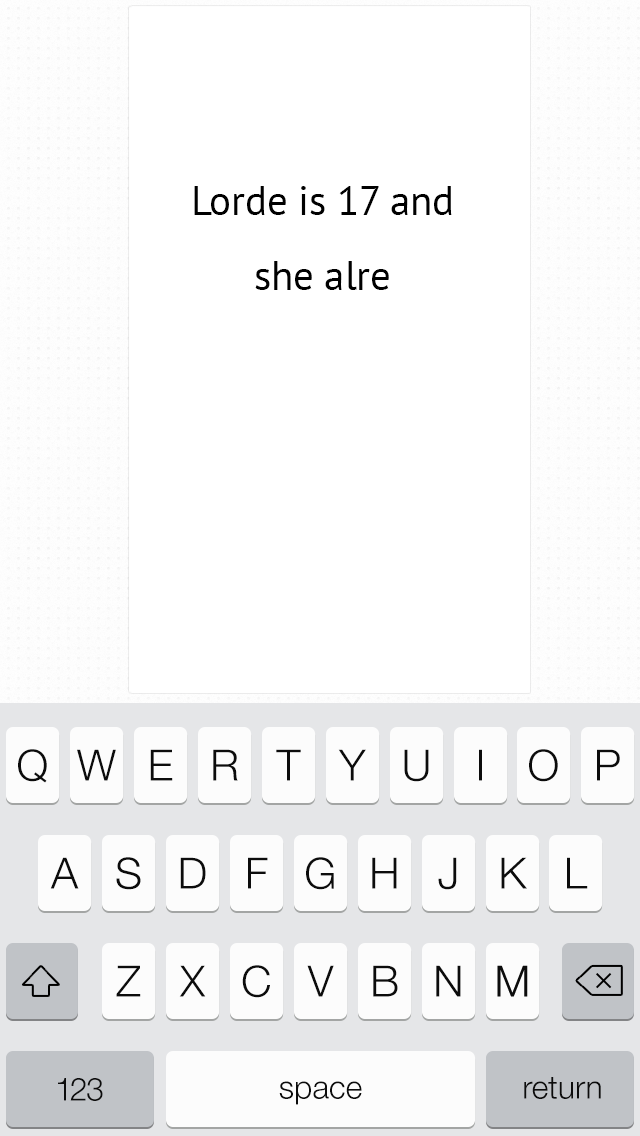 Lorde is 17 and
she alre
Q W E R T Y U I O P
A S D F G H J K L
Z X C V B N M
123 space return